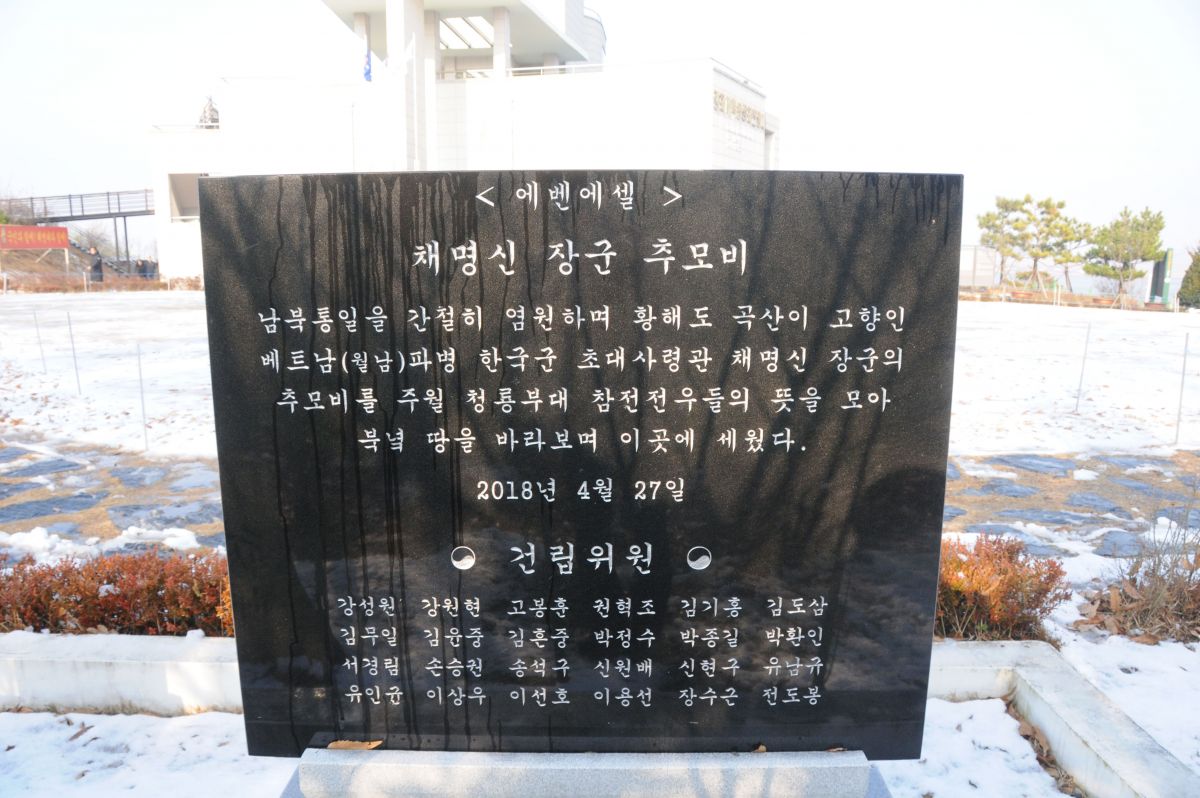 < 에벤에셀 >
채명신 장군 추모비
남북통일을 간절히 염원하며 황해도 곡산이 고향인
베트남(월남)파병 한국군 초대사령관 채명신 장군의
추모비를 주월 청룡부대 참전전우들의 뜻을 모아
북녘 땅을 바라보며 이곳에 세웠다.
2018년 4월 27일
건립위원
강성원 강원현 고봉훈 권혁조 김기홍 김도삼
김무일 김윤중 김흔중 박정수 박종길 박환인
서경림 손승권 송석구 신원배 신현구 유남규
유인균 이상우 이선호 이용선 장수근 전도봉